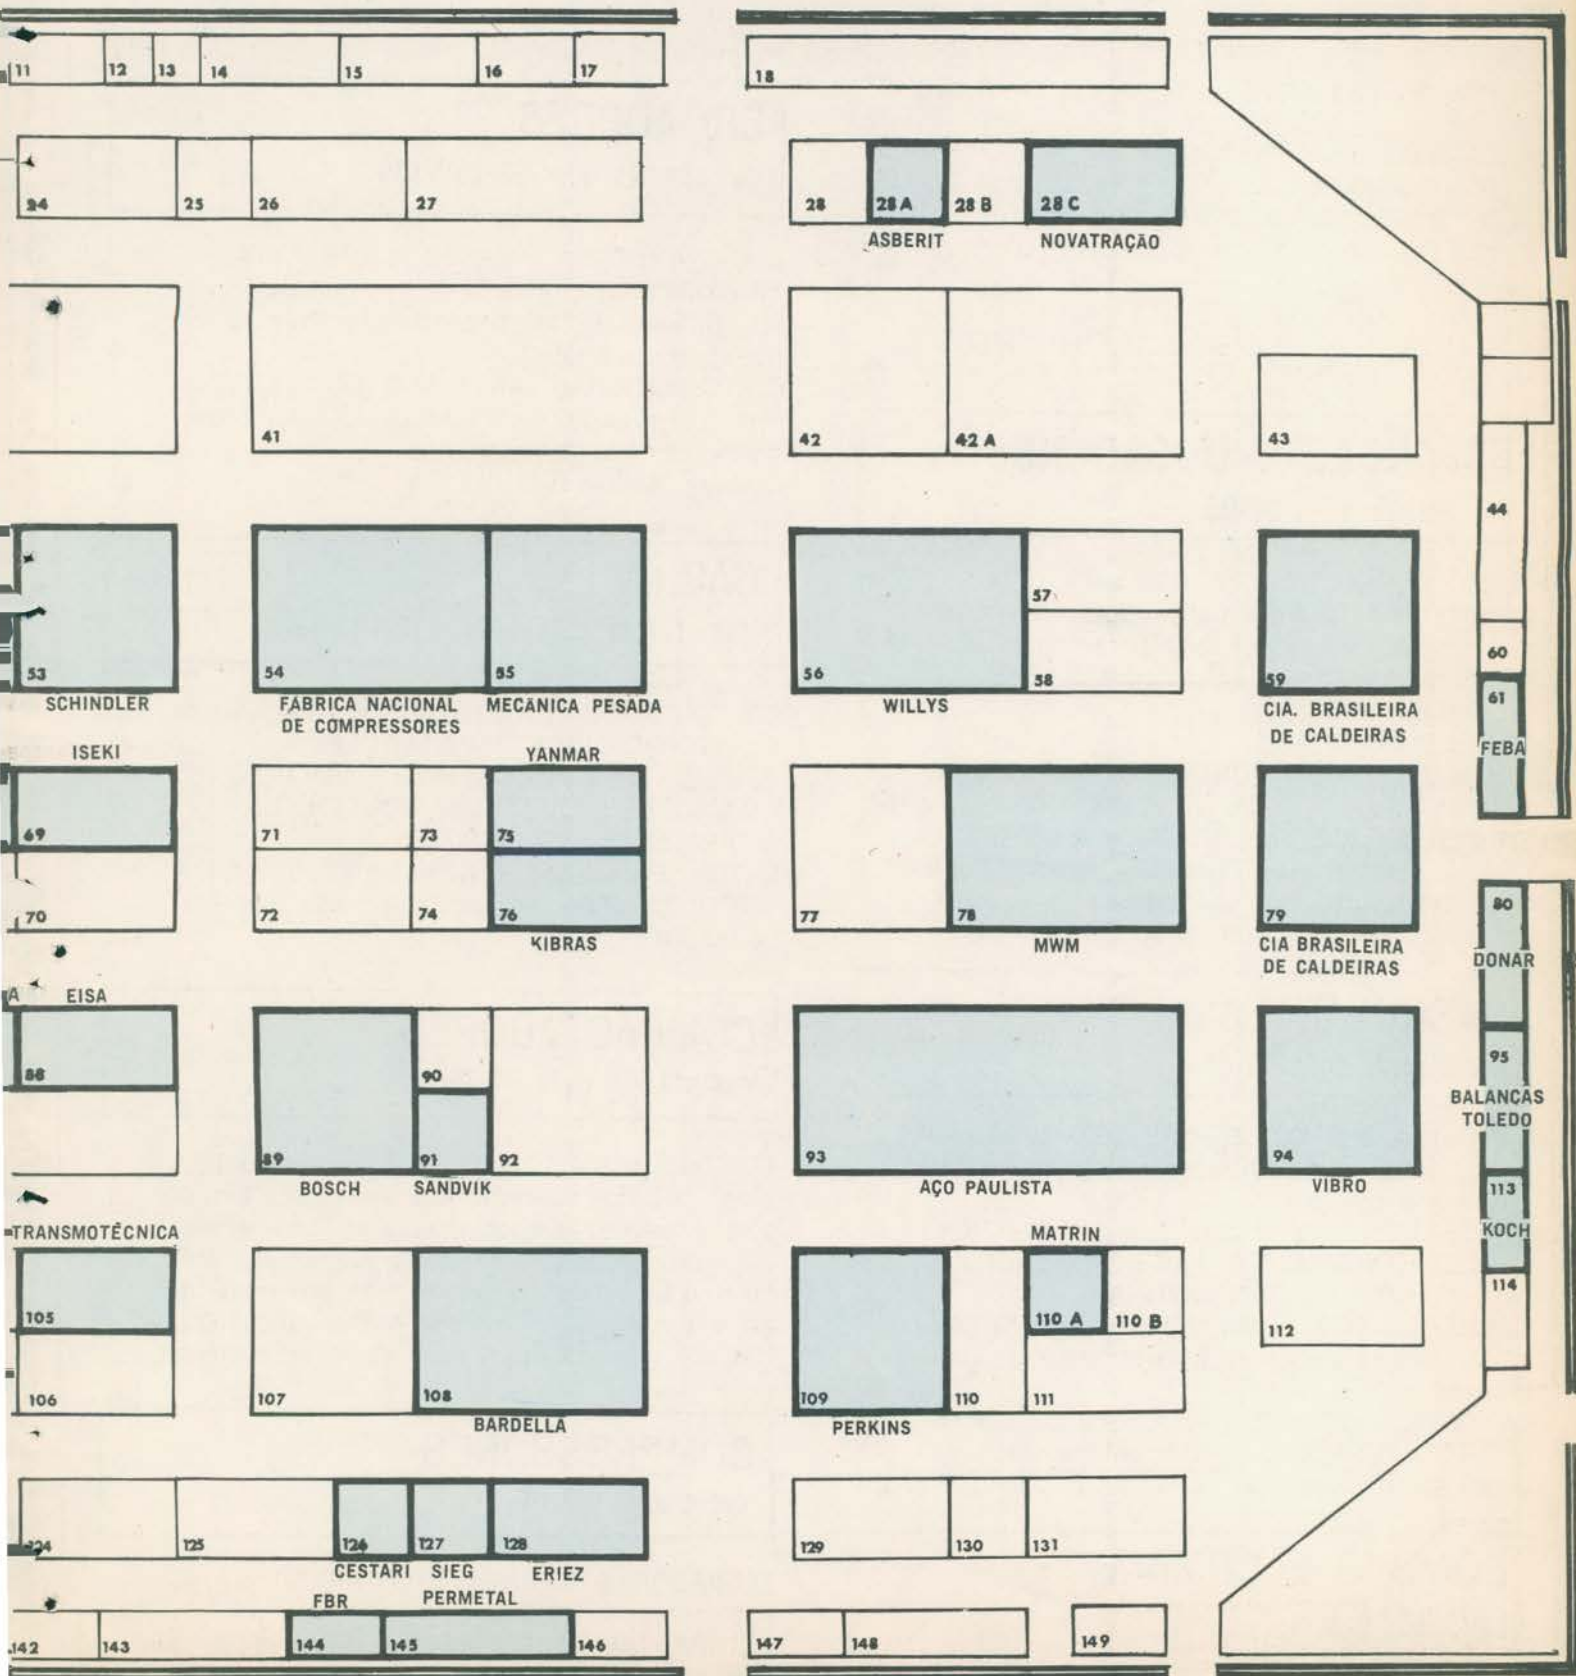 11 12 13 14 15 16 17 18
24 25 26 27 28 28 A 28 B 28 C
ASBERIT NOVATRAÇÃO
41 42 42 A 43
44
57
60
53 54 55 56 58 59
61
SCHINDLER FÁBRICA NACIONAL MECÂNICA PESADA WILLYS CIA. BRASILEIRA
DE COMPRESSORES DE CALDEIRAS
FEBA
ISEKI YANMAR
69 71 73 75
70 72 74 76 77 78 79
80
KIBRAS MWM CIA BRASILEIRA
DE CALDEIRAS
DONAR
A EISA
88 90
95
BALANÇAS
TOLEDO
89 91 92 93 94
BOSCH SANDVIK AÇO PAULISTA VIBRO
113
KOCH
TRANSMOTÉCNICA MATRIN
114
105 110 A 110 B 112
106 107 108 109 110 111
BARDELLA PERKINS
124 125 126 127 128 129 130 131
CESTARI SIEG ERIEZ
FBR PERMETAL
142 143 144 145 146 147 148 149